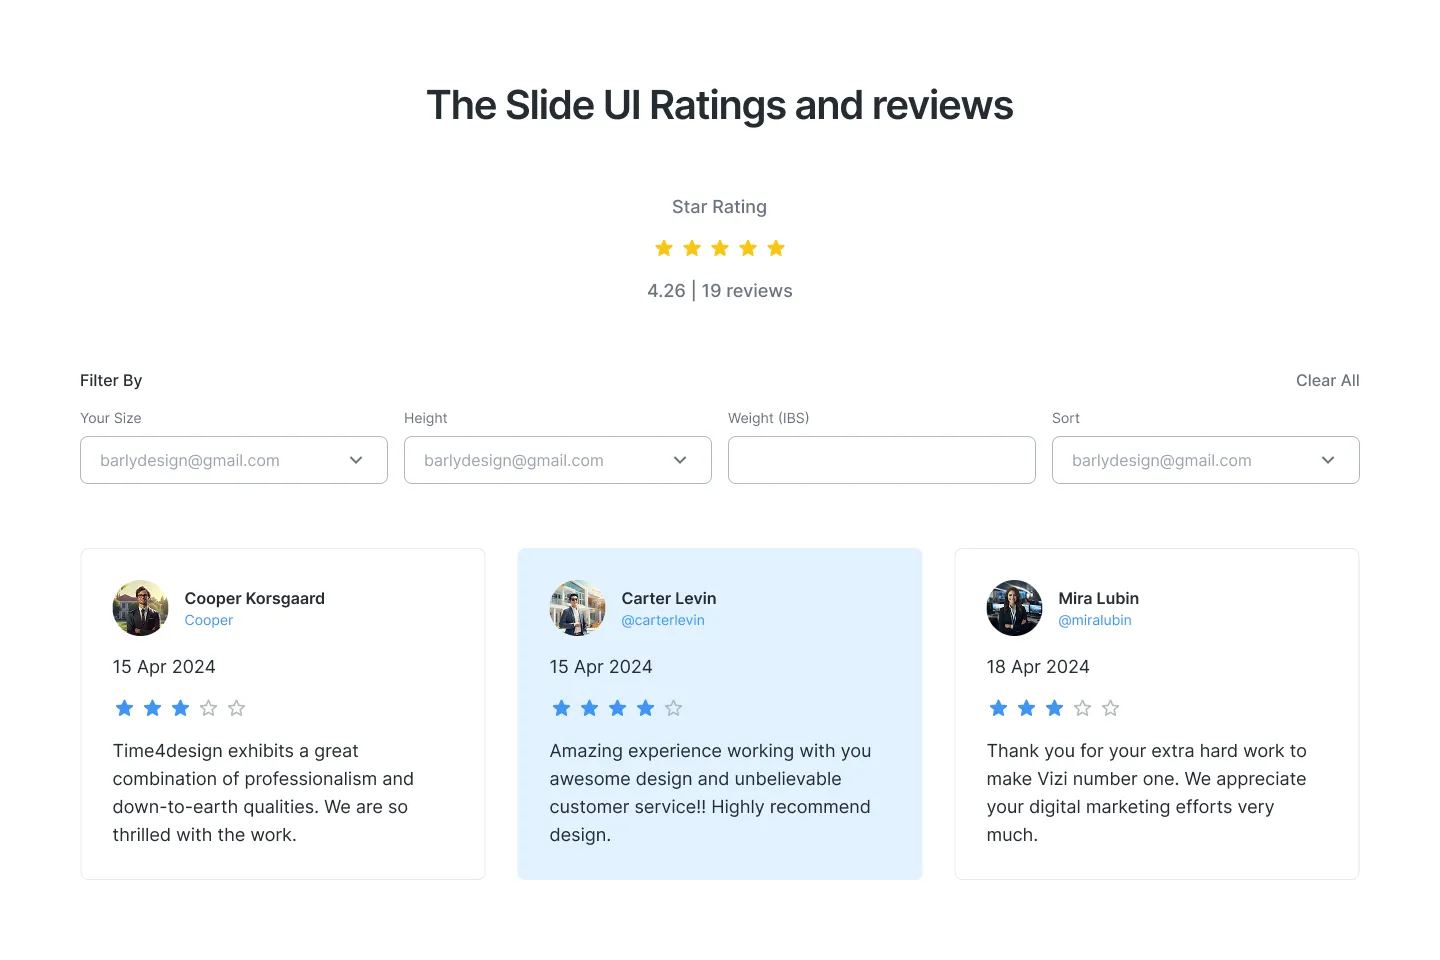 The Slide UI Ratings and reviews
Star Rating
4.26 | 19 reviews
Filter By
Clear All
Your Size
Height
Weight (IBS)
Sort
barlydesign@gmail.com
barlydesign@gmail.com
barlydesign@gmail.com
Cooper Korsgaard
Cooper
15 Apr 2024
Time4design exhibits a great
combination of professionalism and
down-to-earth qualities. We are so
thrilled with the work.
Carter Levin
@carterlevin
15 Apr 2024
Amazing experience working with you
awesome design and unbelievable
customer service!! Highly recommend
design.
Mira Lubin
@miralubin
18 Apr 2024
Thank you for your extra hard work to
make Vizi number one. We appreciate
your digital marketing efforts very
much.